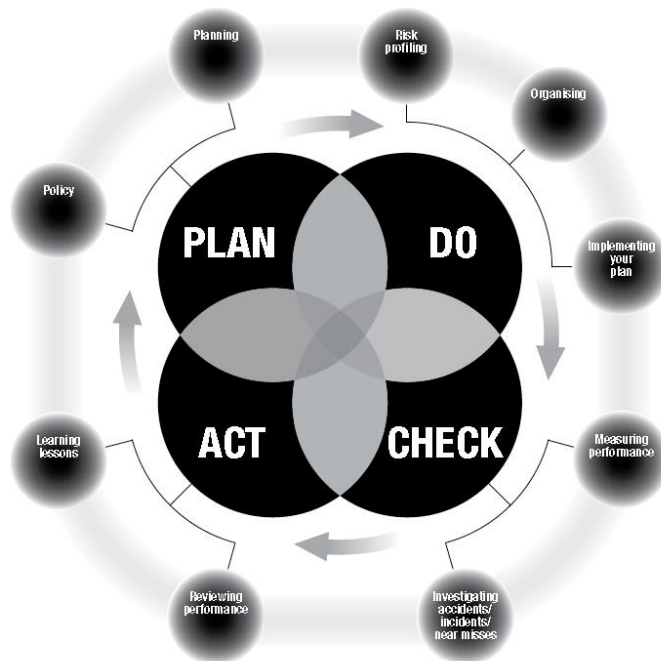 Planning
Risk
profiling
Organising
Policy
PLAN
DO
Implementing
your
plan
ACT
CHECK
Learning
lessons
Measuring
performance
Reviewing
performance
Investigating
accidents/
incidents/
near misses